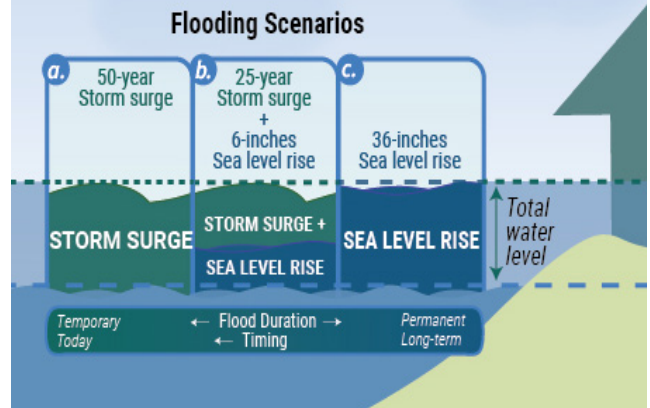 Flooding Scenarios
a.
50-year
Storm surge
b.
25-year
Storm surge
+
6-inches
Sea level rise
c.
36-inches
Sea level rise
STORM SURGE
STORM SURGE +
SEA LEVEL RISE
SEA LEVEL RISE
Total
water
level
Temporary
Today
← Flood Duration →
← Timing
Permanent
Long-term